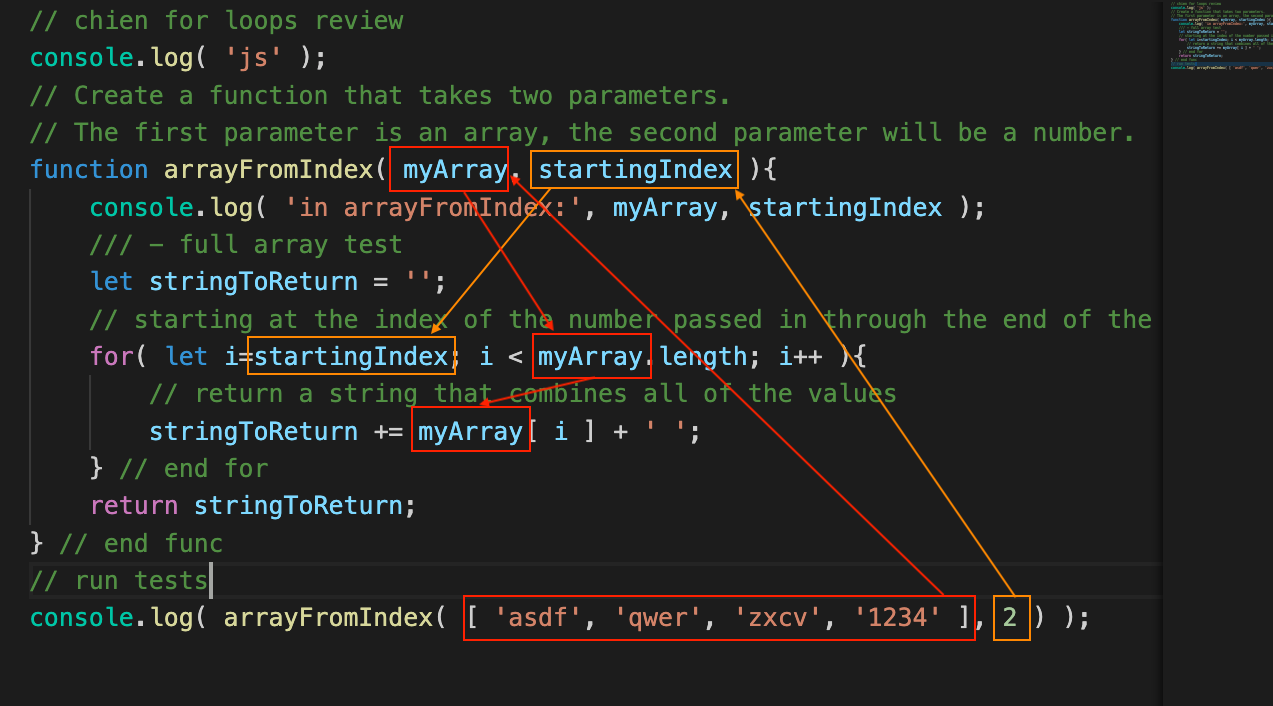 // chien for loops review
console.log( 'js' );
// Create a function that takes two parameters.
// The first parameter is an array, the second parameter will be a number.
function arrayFromIndex( myArray, startingIndex ){
console.log( 'in arrayFromIndex:', myArray, startingIndex );
/// - full array test
let stringToReturn = '';
// starting at the index of the number passed in through the end of the
for( let i=startingIndex; i < myArray.length; i++ ){
// return a string that combines all of the values
stringToReturn += myArray[ i ] + ' ';
} // end for
return stringToReturn;
} // end func
// run tests
console.log( arrayFromIndex( [ 'asdf', 'qwer', 'zxcv', '1234' ], 2 ) );